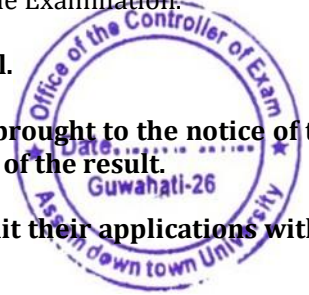 e Examination.
l.
brought to the notice of t
of the result.
it their applications with
Office of the Controller of Exam
Date
Guwahati-26
Assam down town University